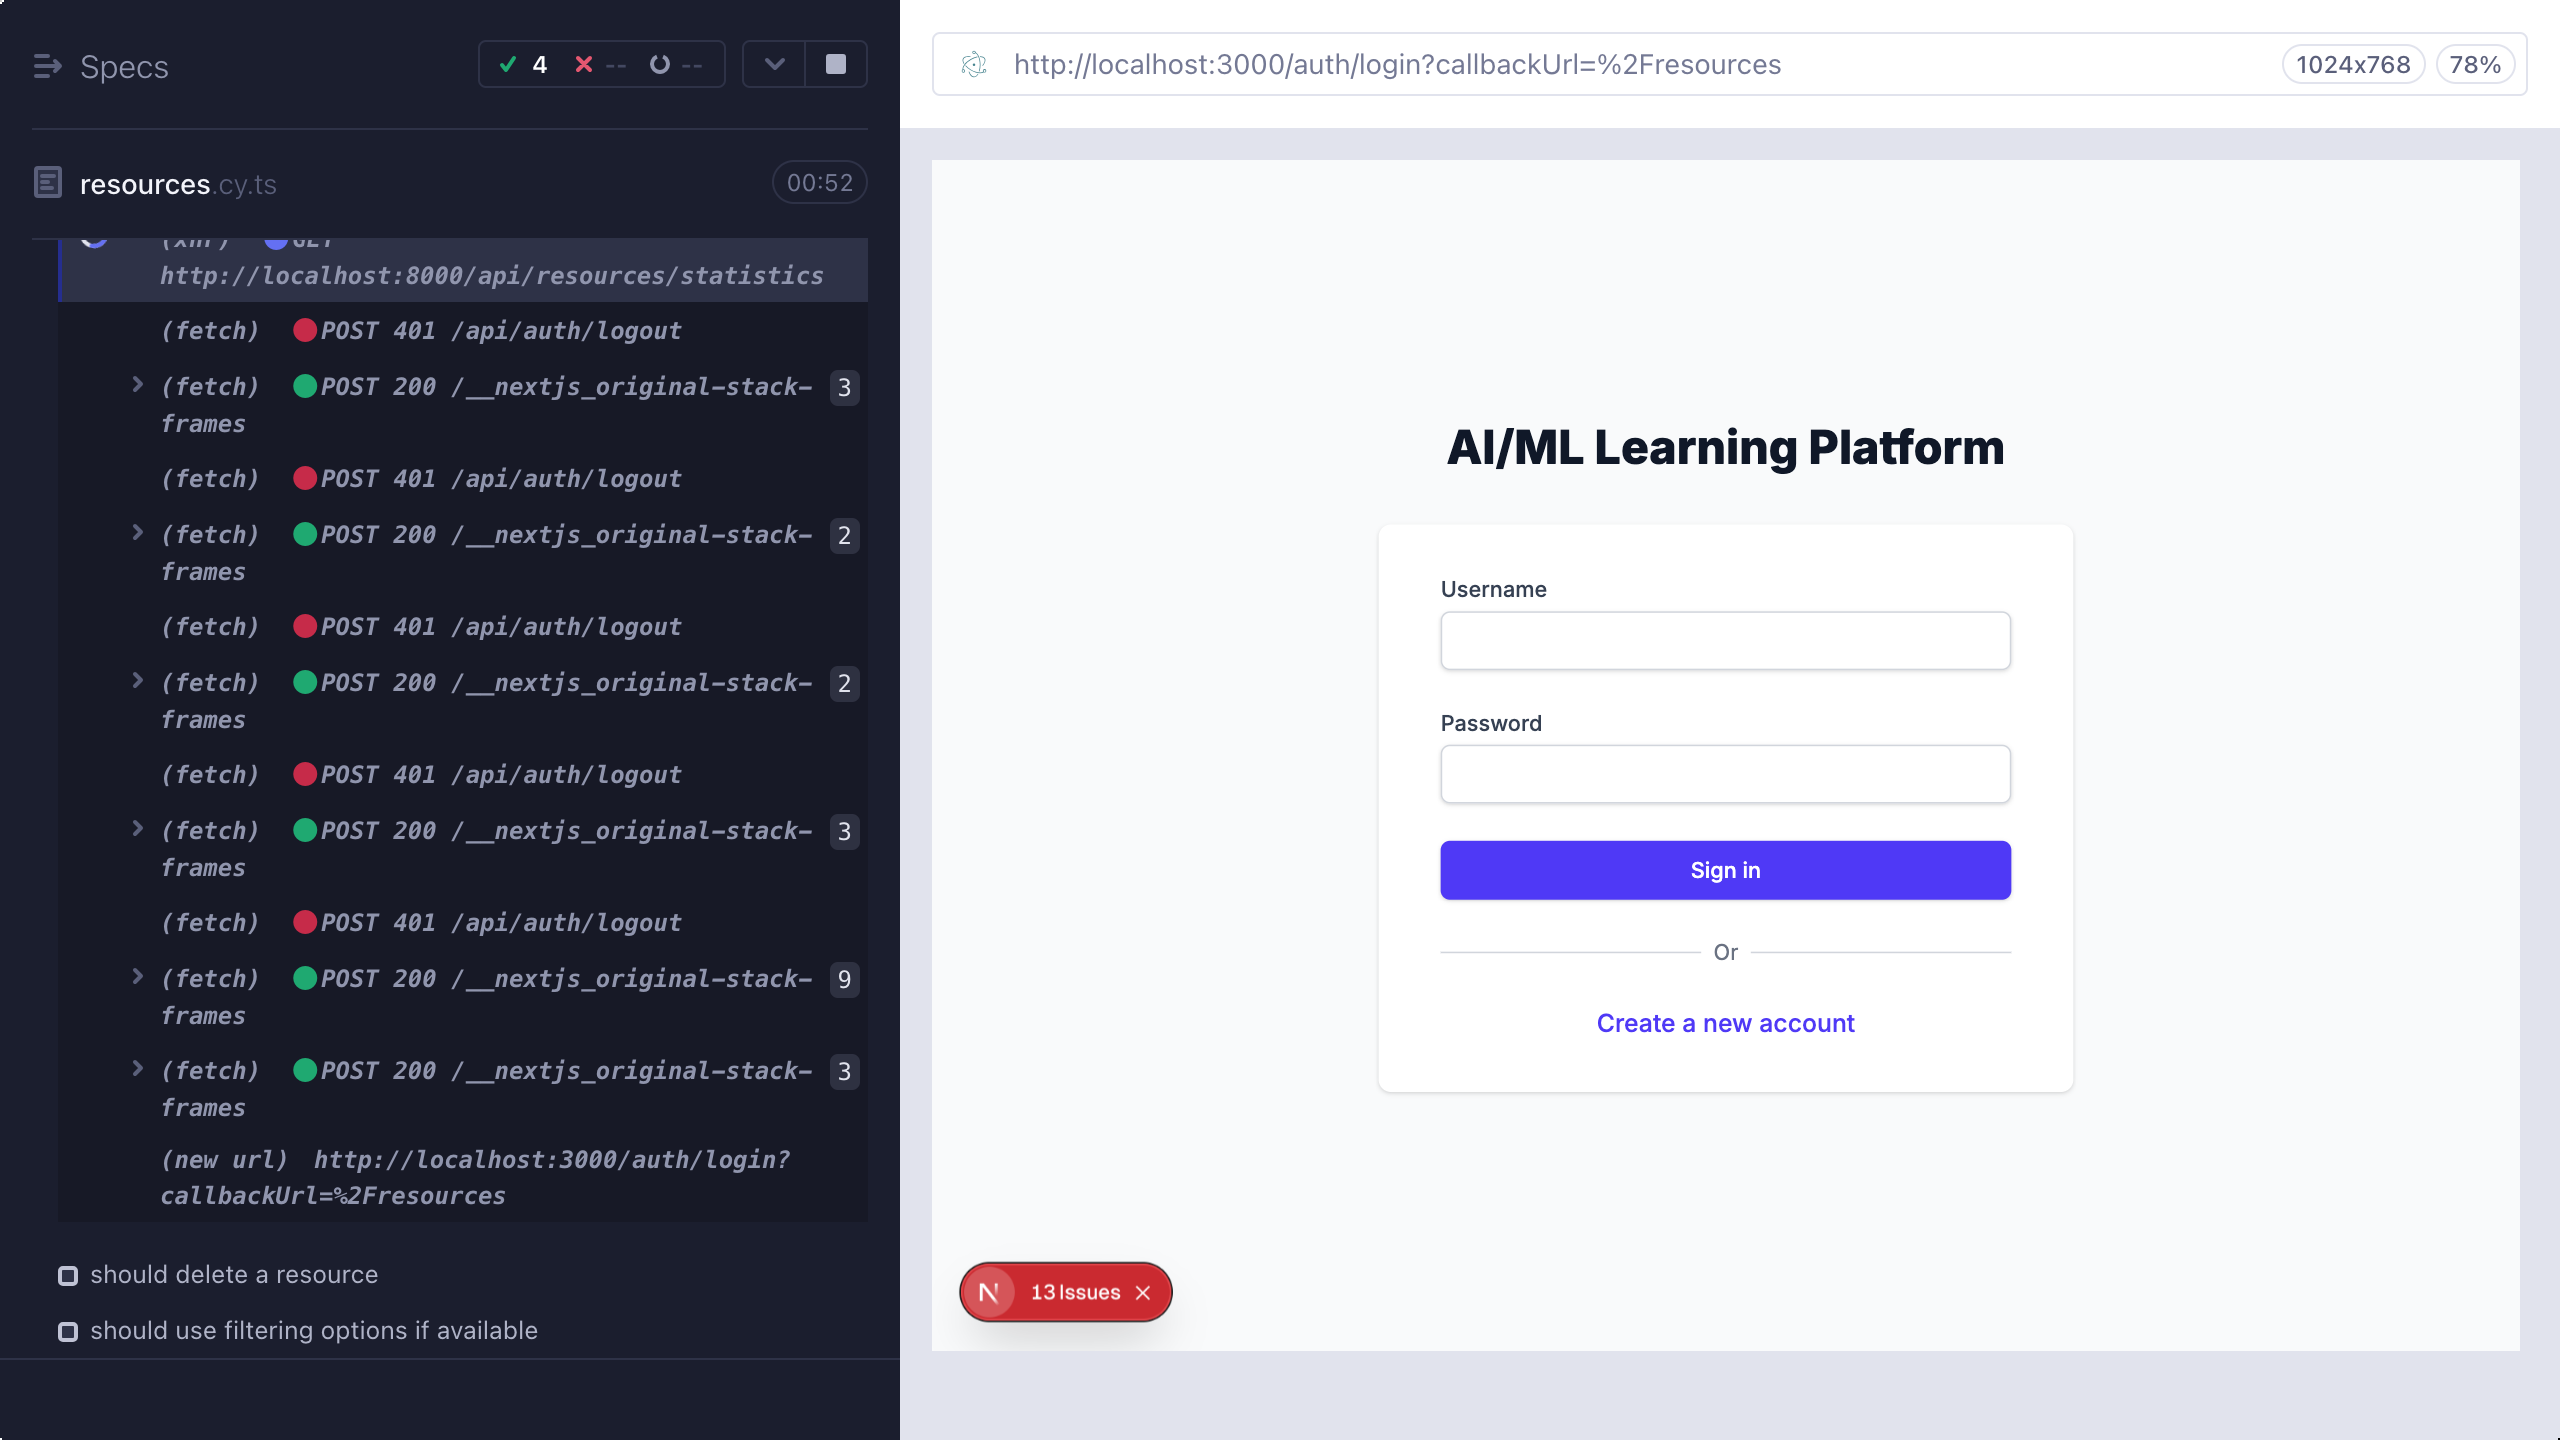 Specs
4 -- --
resources.cy.ts
00:52
(xhr) GET
http://localhost:8000/api/resources/statistics
(fetch) POST 401 /api/auth/logout
(fetch) POST 200 /__nextjs_original-stack- 3
frames
(fetch) POST 401 /api/auth/logout
(fetch) POST 200 /__nextjs_original-stack- 2
frames
(fetch) POST 401 /api/auth/logout
(fetch) POST 200 /__nextjs_original-stack- 2
frames
(fetch) POST 401 /api/auth/logout
(fetch) POST 200 /__nextjs_original-stack- 3
frames
(fetch) POST 401 /api/auth/logout
(fetch) POST 200 /__nextjs_original-stack- 9
frames
(fetch) POST 200 /__nextjs_original-stack- 3
frames
(new url) http://localhost:3000/auth/login?
callbackUrl=%2Fresources
should delete a resource
should use filtering options if available
http://localhost:3000/auth/login?callbackUrl=%2Fresources
1024x768
78%
AI/ML Learning Platform
Username
Password
Sign in
Or
Create a new account
N 13 Issues